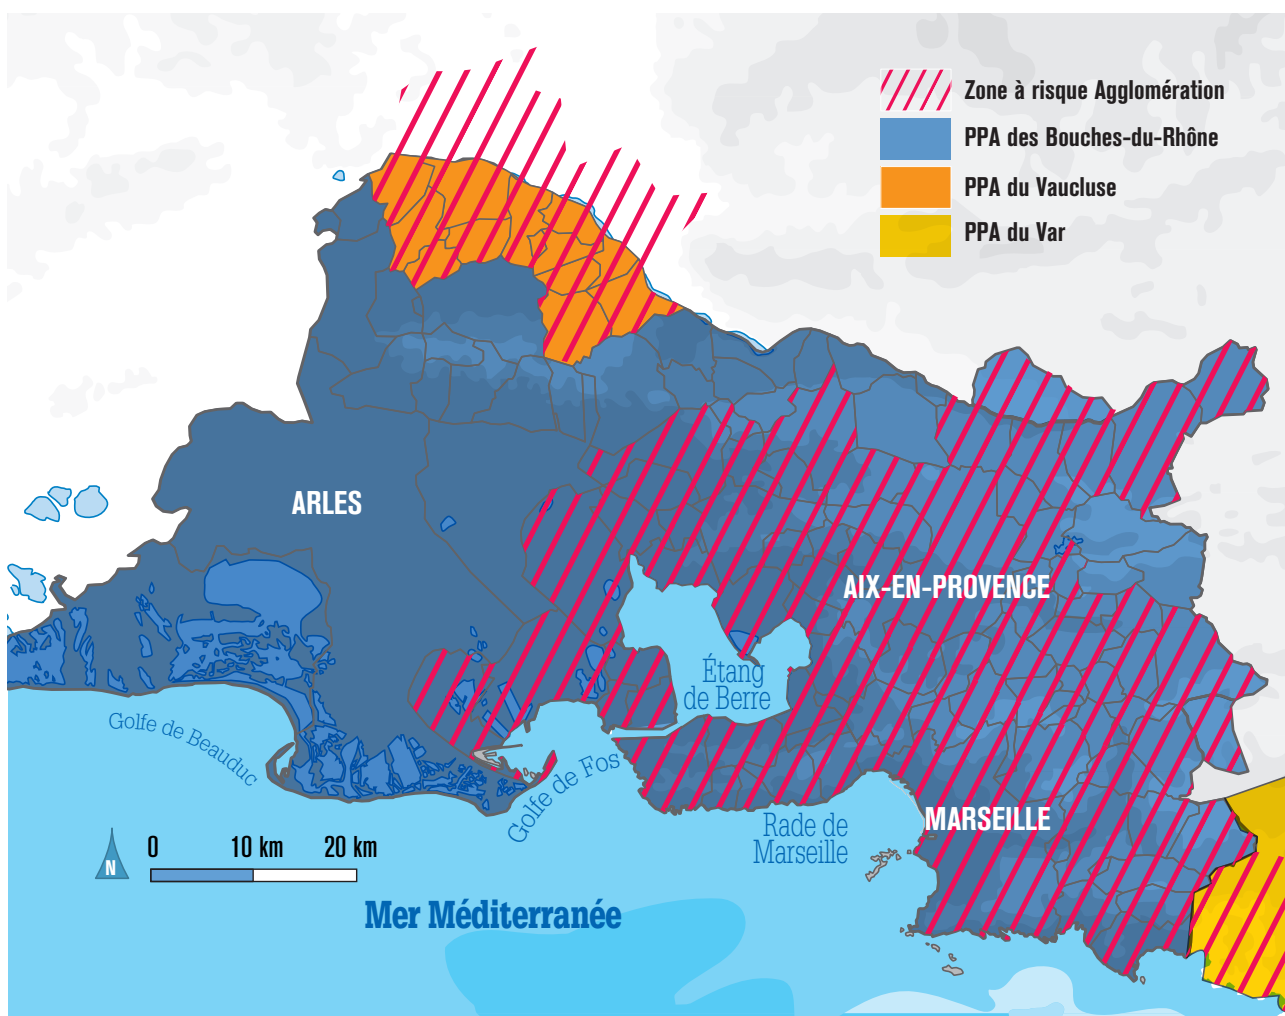 Zone à risque Agglomération
PPA des Bouches-du-Rhône
PPA du Vaucluse
PPA du Var
ARLES
AIX-EN-PROVENCE
Étang
de Berre
Golfe de Beauduc
Golfe de Fos
MARSEILLE
Rade de
Marseille
N
0 10 km 20 km
Mer Méditerranée